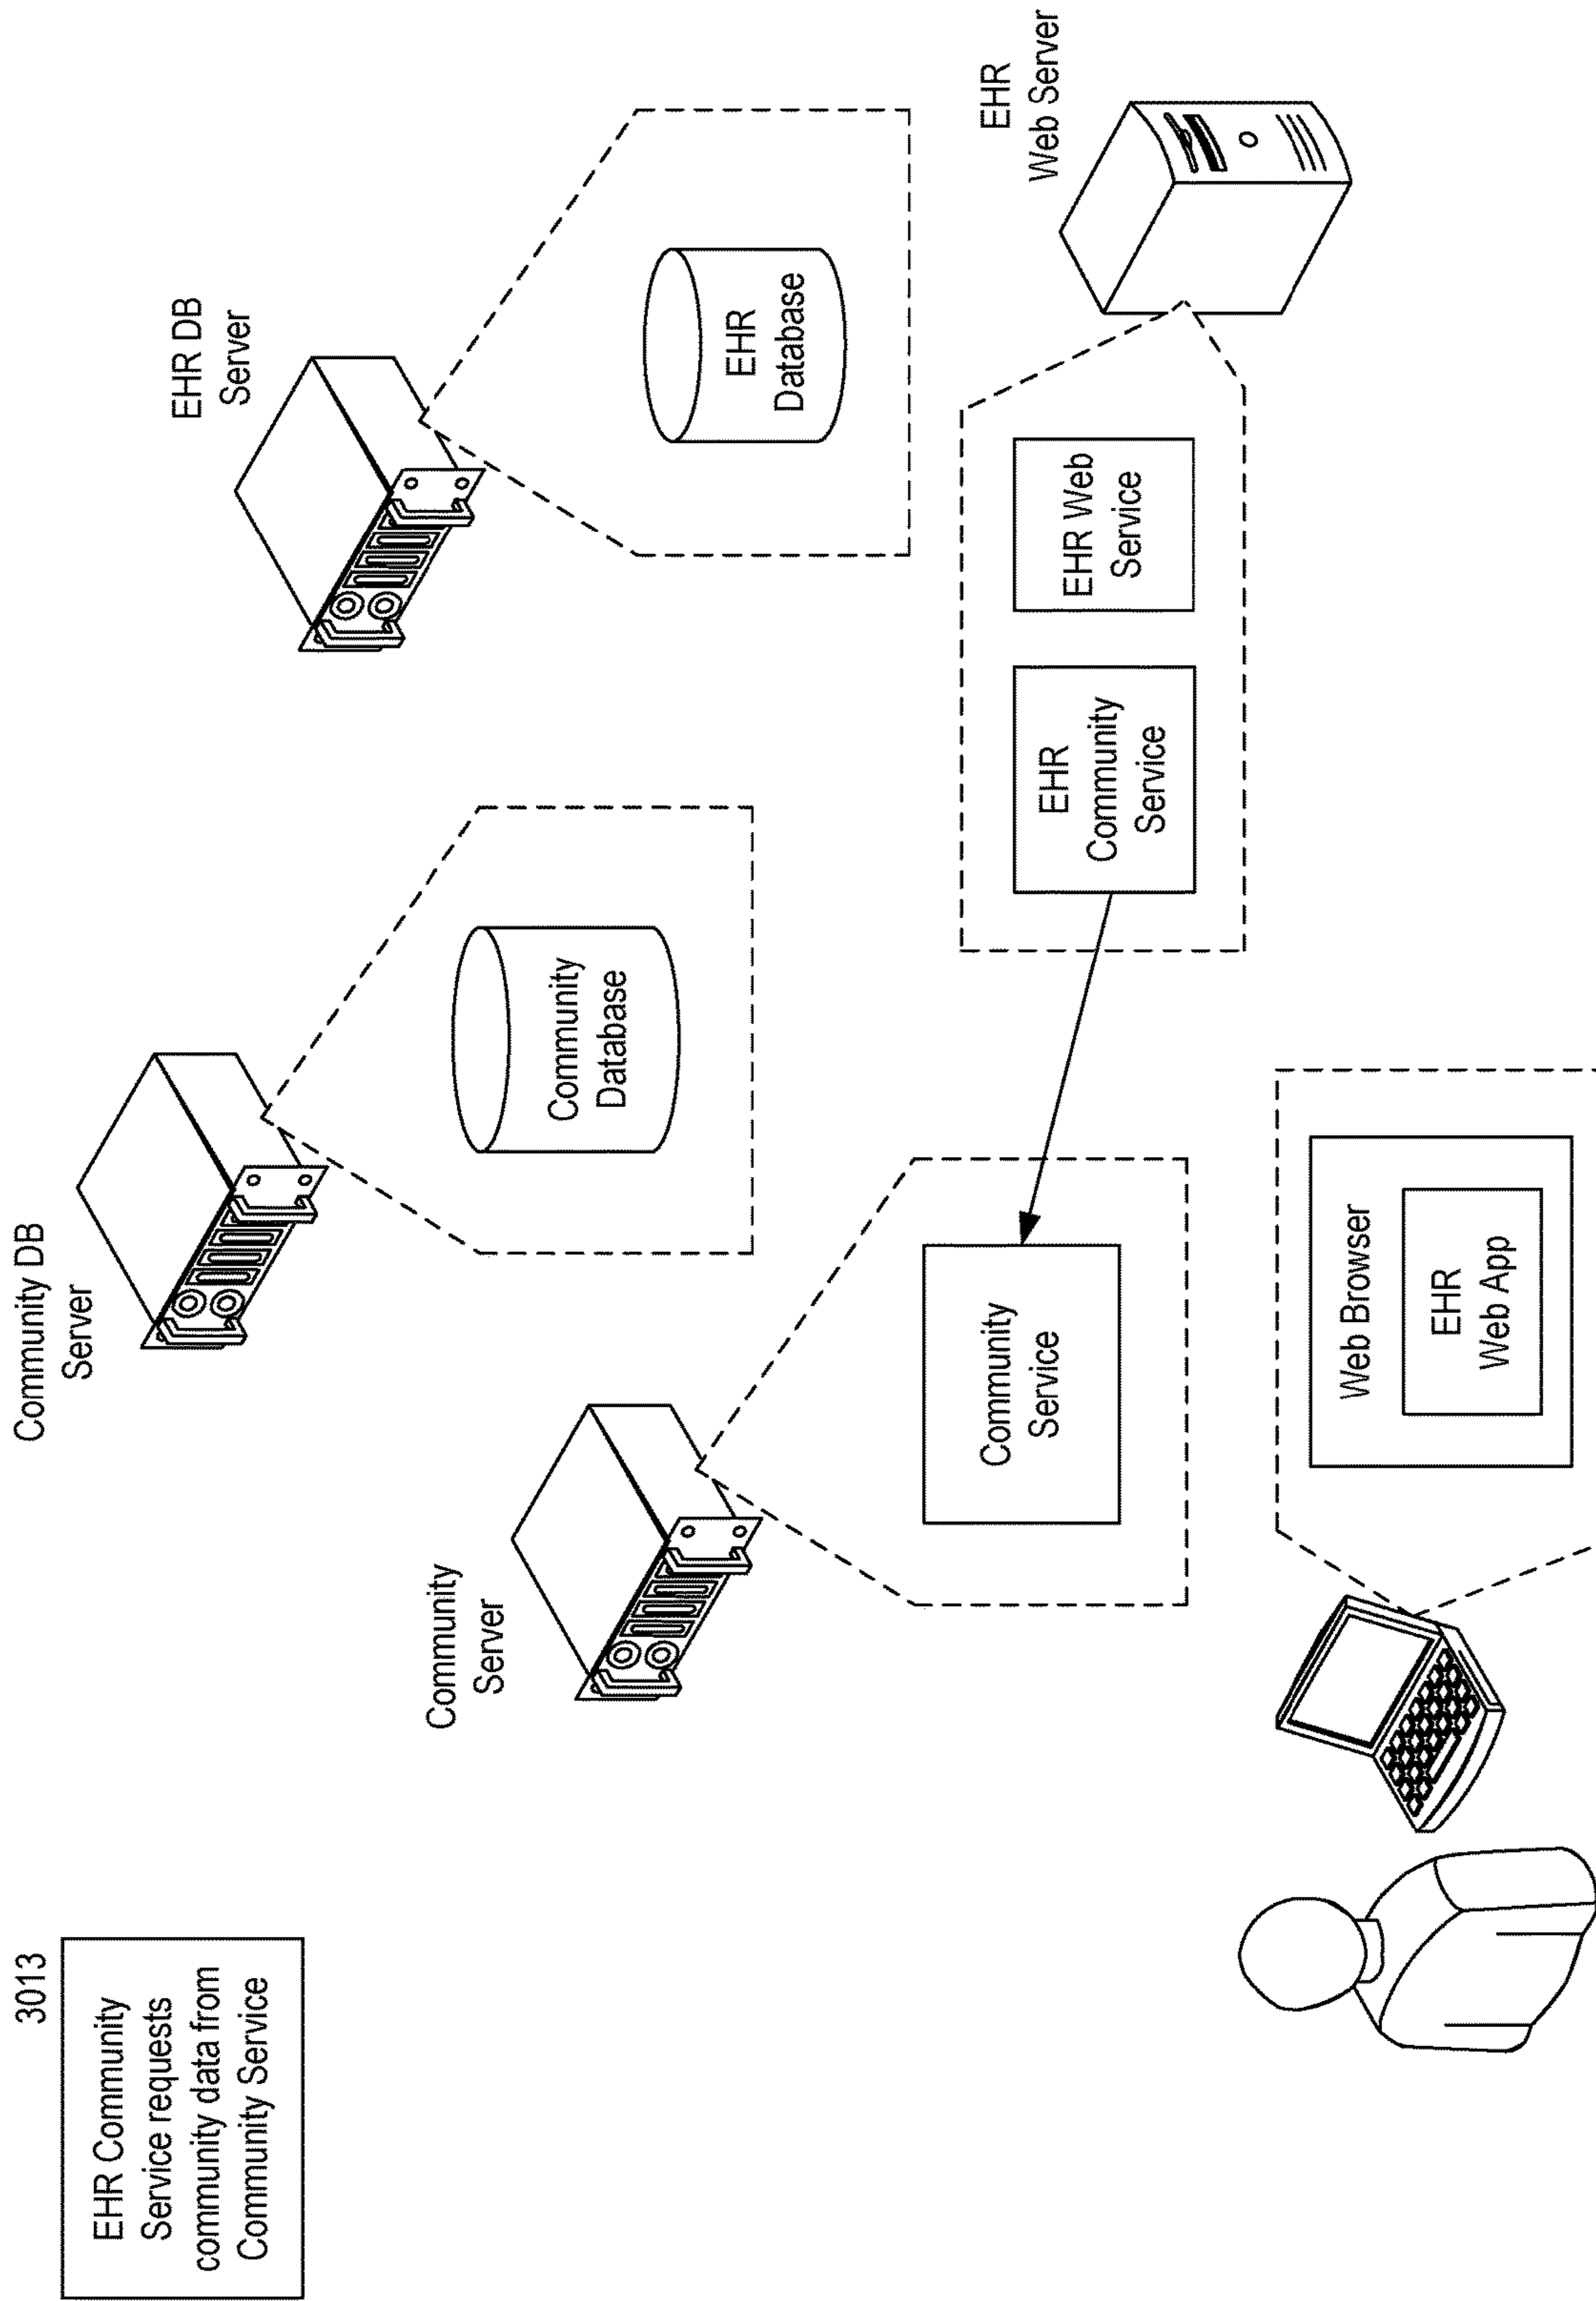 3013
EHR Community
Service requests
community data from
Community Service
Community DB
Server
EHR DB
Server
Community
Server
Community
Database
EHR
Database
Community
Service
EHR
Community
Service
EHR Web
Service
EHR
Web Server
Web Browser
EHR
Web App